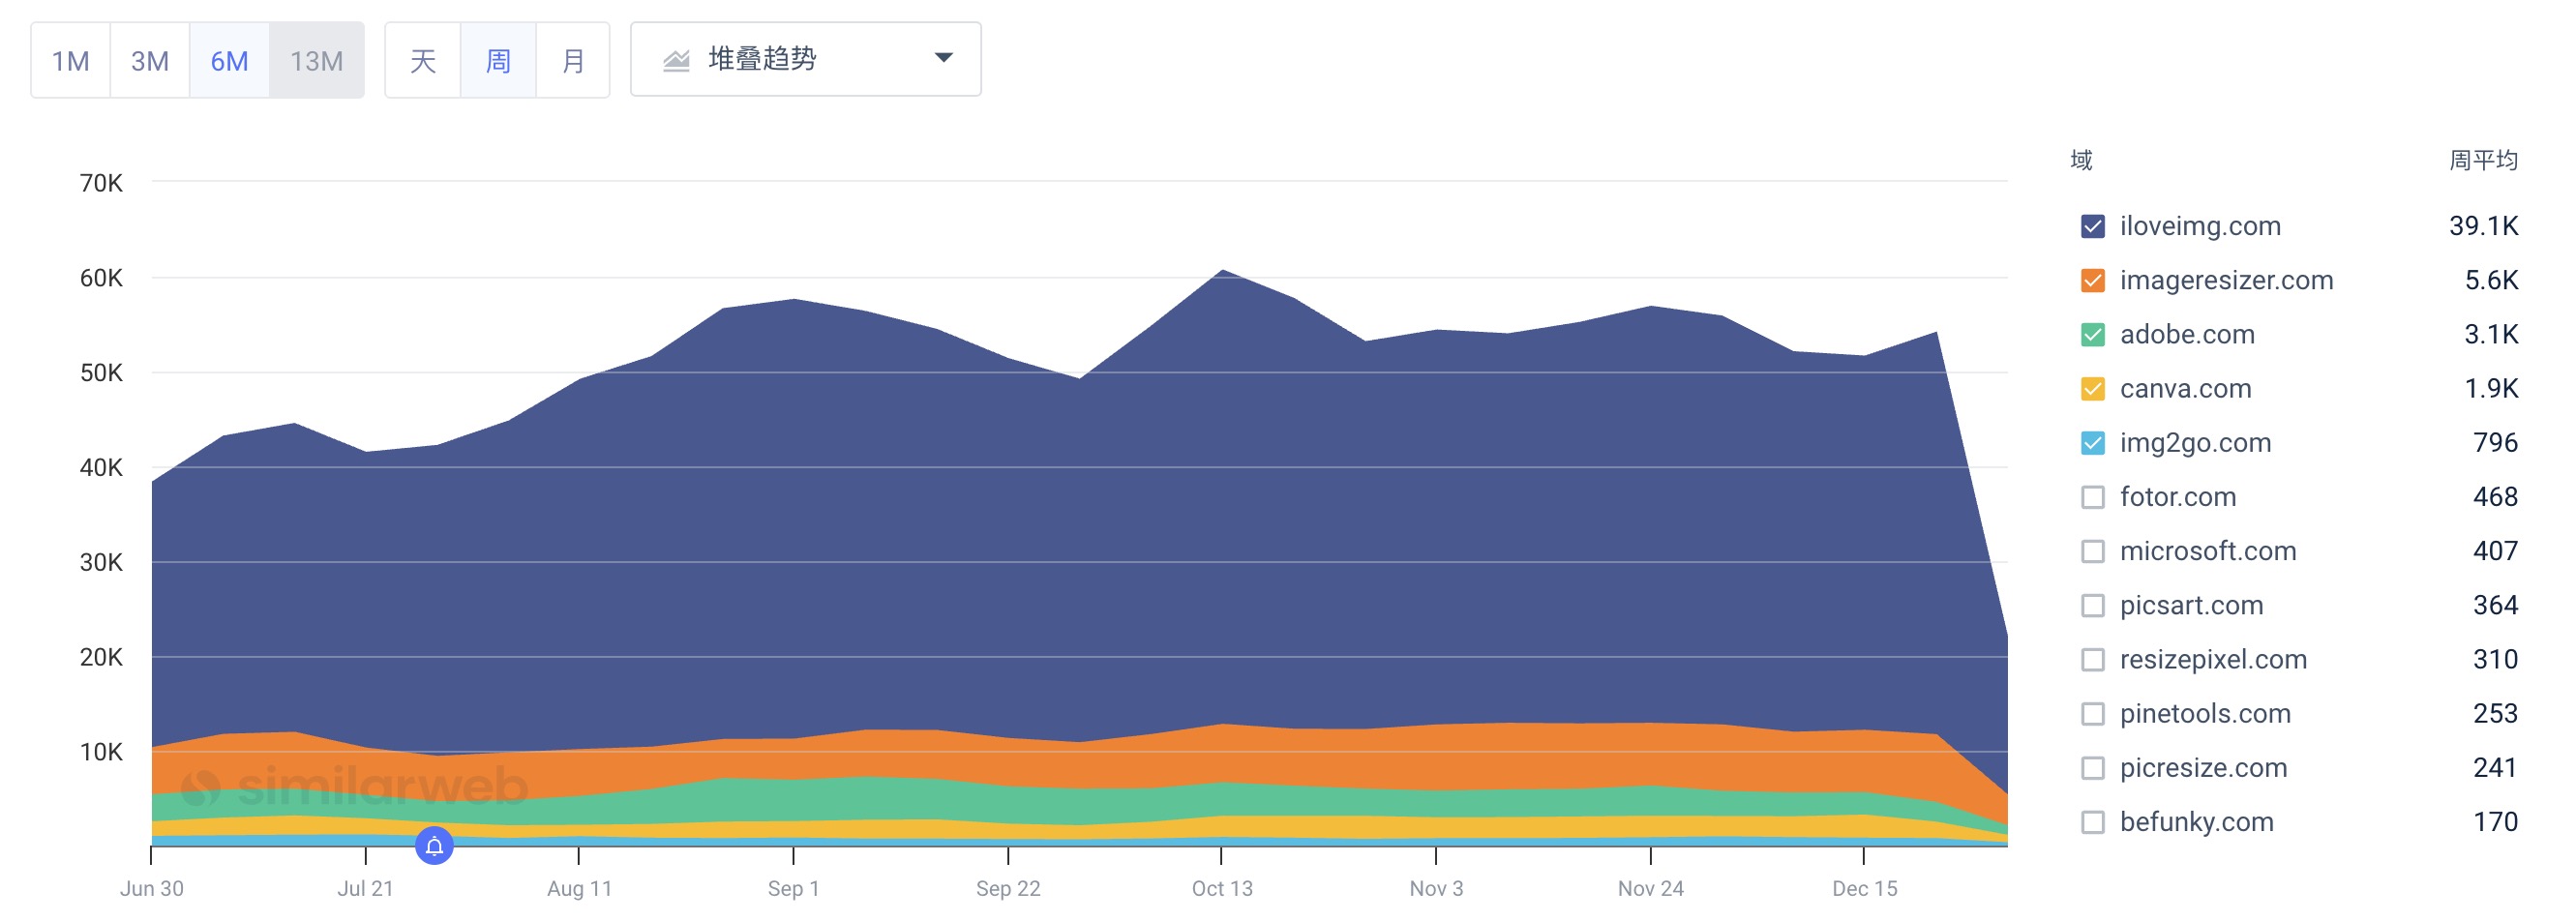 1M 3M 6M 13M 天 周 月 堆叠趋势
70K
60K
50K
40K
30K
20K
10K
similarweb
Jun 30 Jul 21 Aug 11 Sep 1 Sep 22 Oct 13 Nov 3 Nov 24 Dec 15
域 周平均
iloveimg.com 39.1K
imageresizer.com 5.6K
adobe.com 3.1K
canva.com 1.9K
img2go.com 796
fotor.com 468
microsoft.com 407
picsart.com 364
resizepixel.com 310
pinetools.com 253
picresize.com 241
befunky.com 170